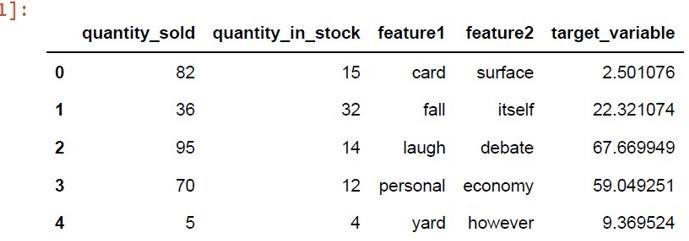 1]:
quantity_sold quantity_in_stock feature1 feature2 target_variable
0 82 15 card surface 2.501076
1 36 32 fall itself 22.321074
2 95 14 laugh debate 67.669949
3 70 12 personal economy 59.049251
4 5 4 yard however 9.369524